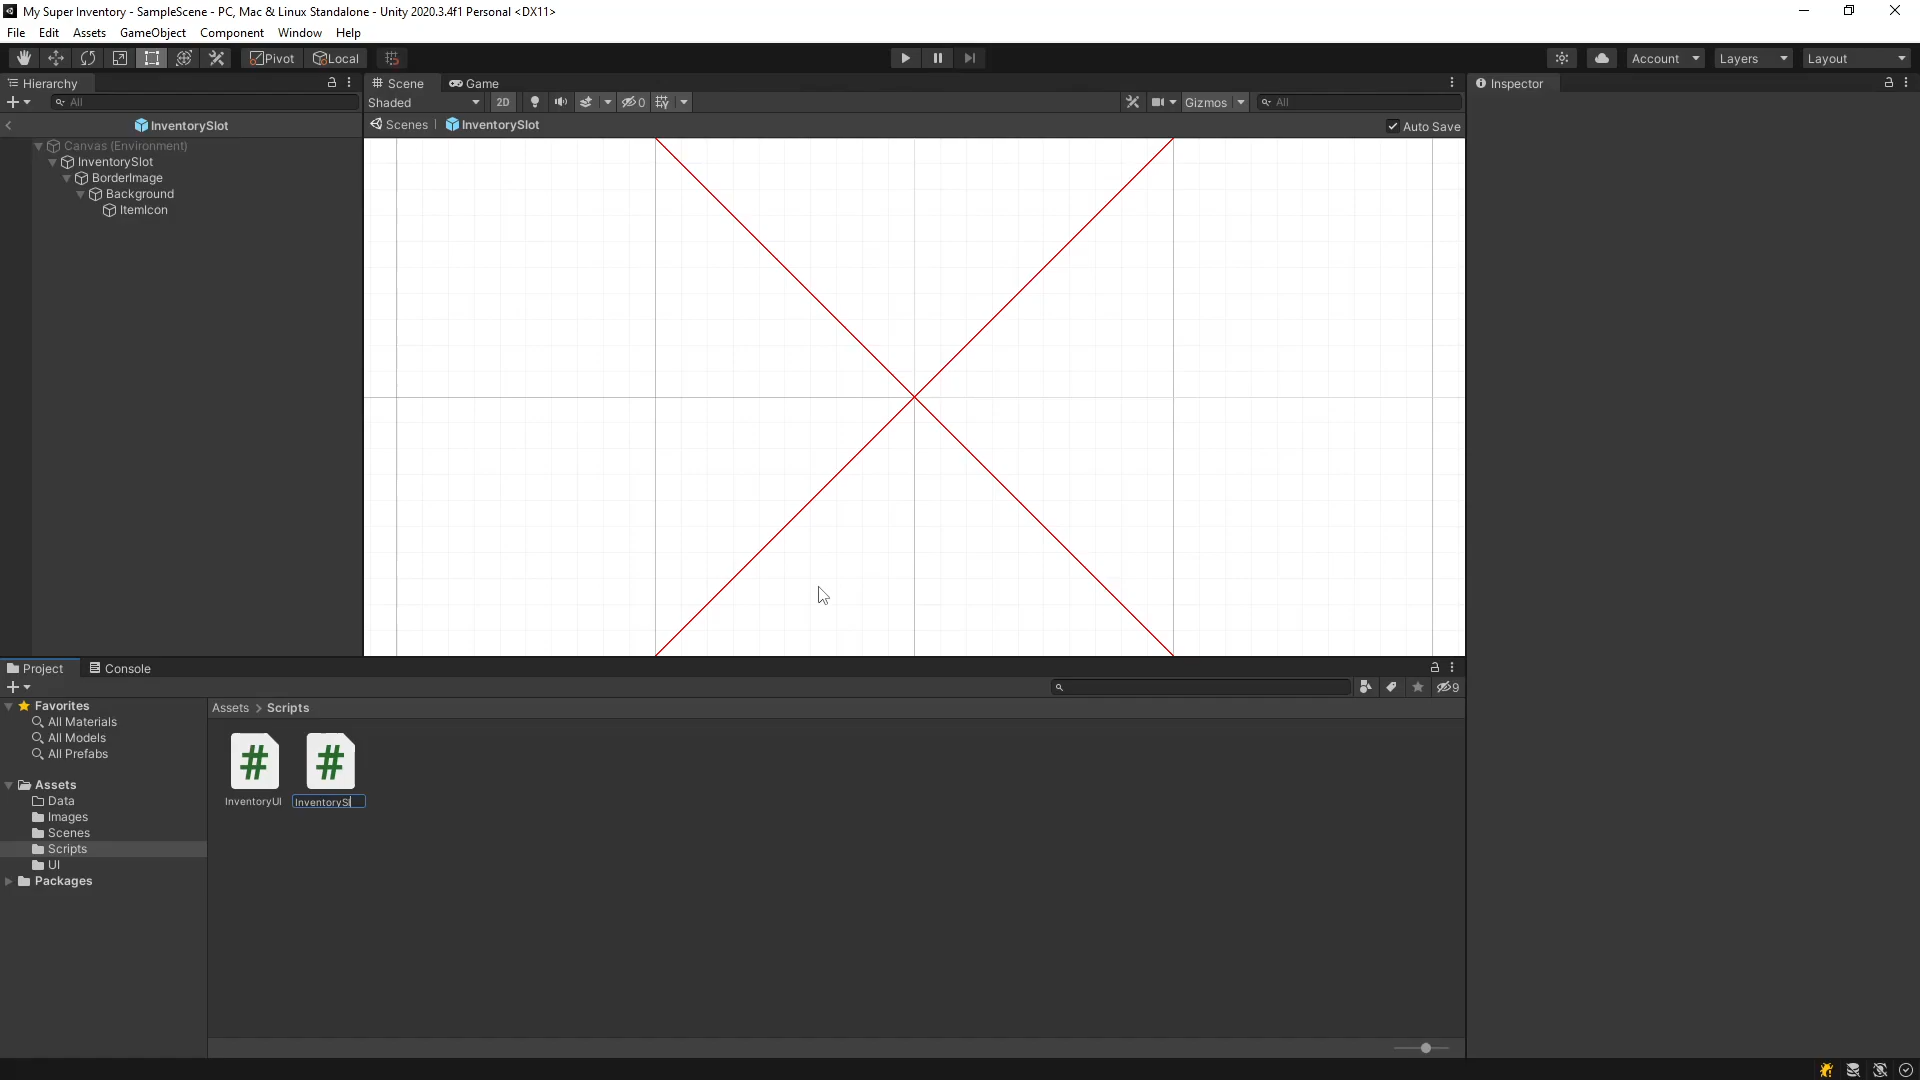 My Super Inventory - SampleScene - PC, Mac & Linux Standalone - Unity 2020.3.4f1 Personal <DX11>
File Edit Assets GameObject Component Window Help
Pivot Local Account Layers Layout
Hierarchy Scene Game Inspector
All Shaded 2D 0 Gizmos All
InventorySlot Scenes InventorySlot Auto Save
Canvas (Environment)
InventorySlot
BorderImage
Background
ItemIcon
Project Console
9
Favorites Assets > Scripts
All Materials
All Models
All Prefabs
Assets
Data
Images
Scenes
Scripts
UI
Packages
# #
InventoryUI InventorySl